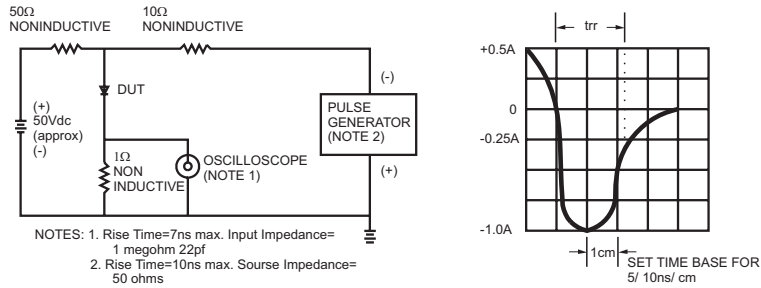 50Ω
NONINDUCTIVE
10Ω
NONINDUCTIVE
DUT
(+)
50Vdc
(approx)
(-)
1Ω
NON
INDUCTIVE
OSCILLOSCOPE
(NOTE 1)
(-)
PULSE
GENERATOR
(NOTE 2)
(+)
NOTES: 1. Rise Time=7ns max. Input Impedance=
1 megohm 22pf
2. Rise Time=10ns max. Sourse Impedance=
50 ohms
trr
+0.5A
0
-0.25A
-1.0A
1cm
SET TIME BASE FOR
5/ 10ns/ cm